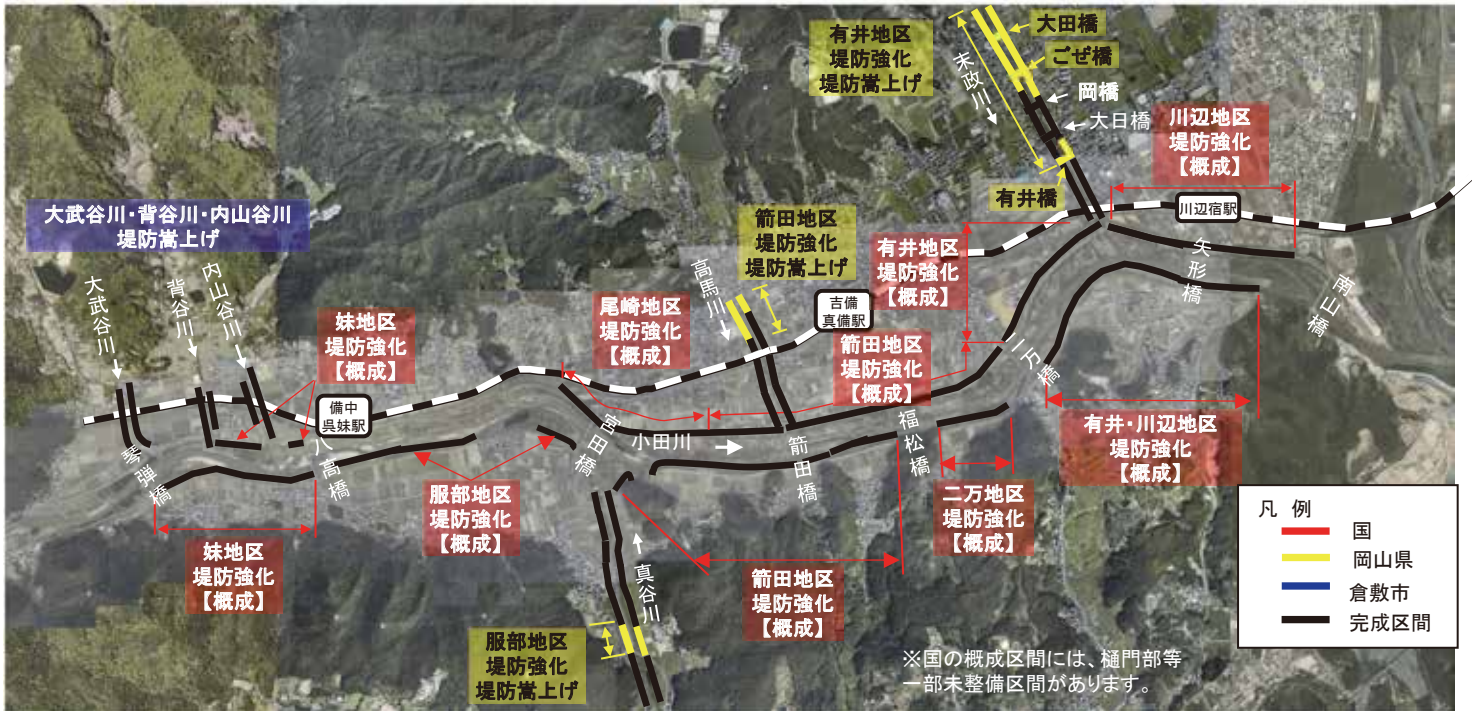 有井地区
堤防強化
堤防嵩上げ
末政川
大田橋
ごぜ橋
岡橋
大日橋
有井橋
川辺地区
堤防強化
【概成】
川辺宿駅
矢形橋
南山橋
大武谷川・背谷川・内山谷川
堤防嵩上げ
大武谷川
背谷川
内山谷川
妹地区
堤防強化
【概成】
備中
呉妹駅
尾崎地区
堤防強化
【概成】
高馬川
箭田地区
堤防強化
堤防嵩上げ
吉備
真備駅
有井地区
堤防強化
【概成】
箭田地区
堤防強化
【概成】
二万橋
琴弾橋
八高橋
宮田橋
小田川
箭田橋
福松橋
有井・川辺地区
堤防強化
【概成】
妹地区
堤防強化
【概成】
服部地区
堤防強化
【概成】
真谷川
箭田地区
堤防強化
【概成】
二万地区
堤防強化
【概成】
服部地区
堤防強化
堤防嵩上げ
凡 例
国
岡山県
倉敷市
完成区間
※国の概成区間には、樋門部等
一部未整備区間があります。